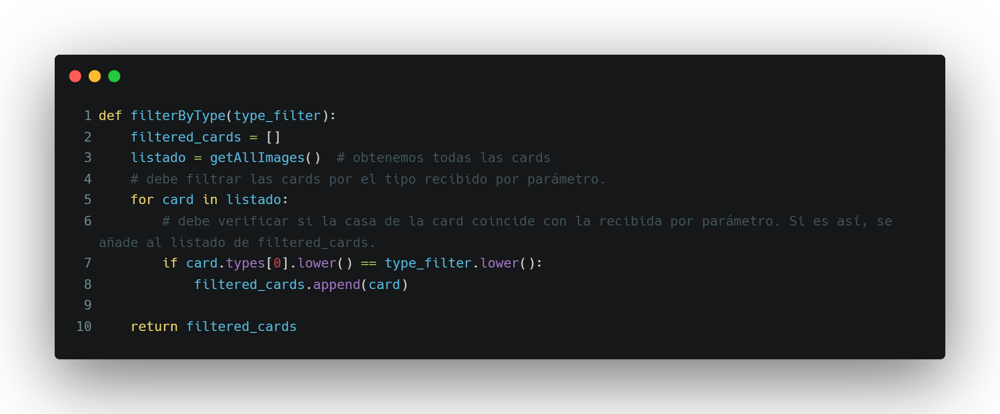 1 def filterByType(type_filter):
2     filtered_cards = []
3     listado = getAllImages()  # obtenemos todas las cards
4     # debe filtrar las cards por el tipo recibido por parámetro.
5     for card in listado:
6         # debe verificar si la casa de la card coincide con la recibida por parámetro. Si es así, se
añade al listado de filtered_cards.
7         if card.types[0].lower() == type_filter.lower():
8             filtered_cards.append(card)
9
10     return filtered_cards